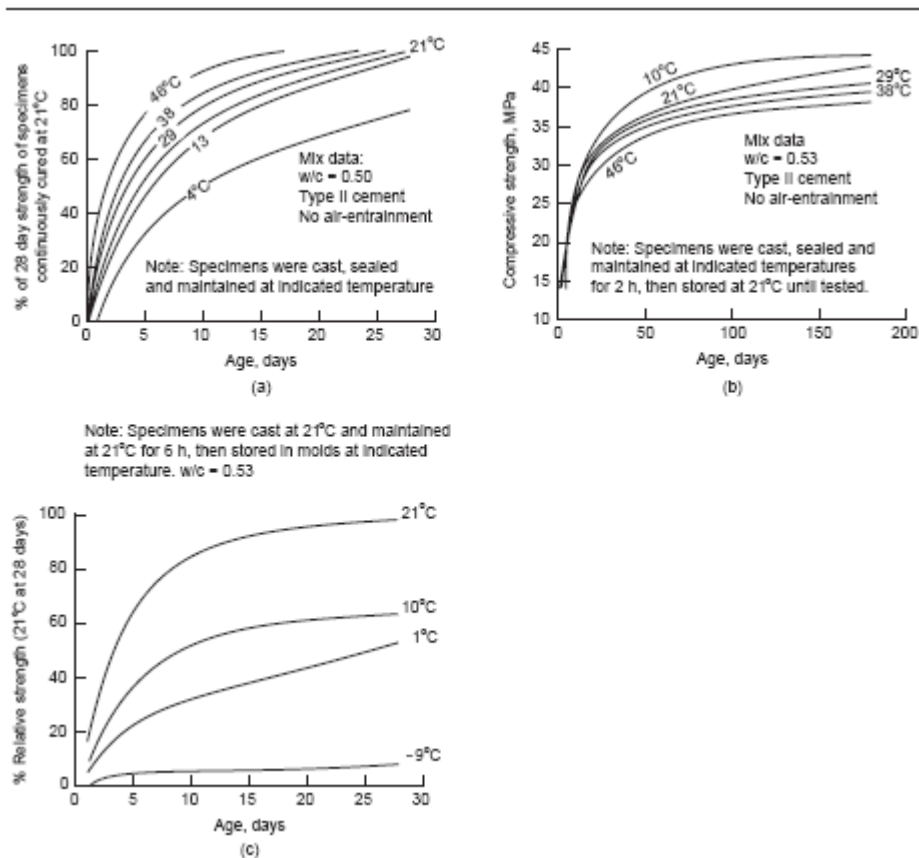 % of 28 day strength of specimens
continuously cured at 21°C
100
80
60
40
20
0
46°C
38
29
21°C
13
4°C
Mix data:
w/c = 0.50
Type II cement
No air-entrainment
Note: Specimens were cast, sealed
and maintained at indicated temperature
0
5
10
15
20
25
30
Age, days
(a)
Compressive strength, MPa
45
40
35
30
25
20
15
10
10°C
21°C
29°C
38°C
46°C
Mix data
w/c = 0.53
Type II cement
No air-entrainment
Note: Specimens were cast, sealed and
maintained at indicated temperatures
for 2 h, then stored at 21°C until tested.
0
50
100
150
200
Age, days
(b)
Note: Specimens were cast at 21°C and maintained
at 21°C for 6 h, then stored in molds at indicated
temperature. w/c = 0.53
% Relative strength (21°C at 28 days)
100
80
60
40
20
0
21°C
10°C
1°C
−9°C
0
5
10
15
20
25
30
Age, days
(c)